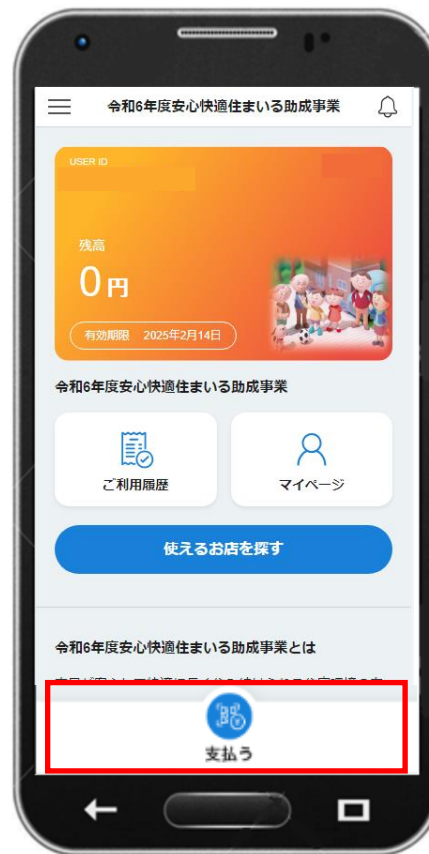 令和6年度安心快適住まいる助成事業
USER ID
残高
0円
有効期限 2025年2月14日
令和6年度安心快適住まいる助成事業
ご利用履歴
マイページ
使えるお店を探す
令和6年度安心快適住まいる助成事業とは
支払う